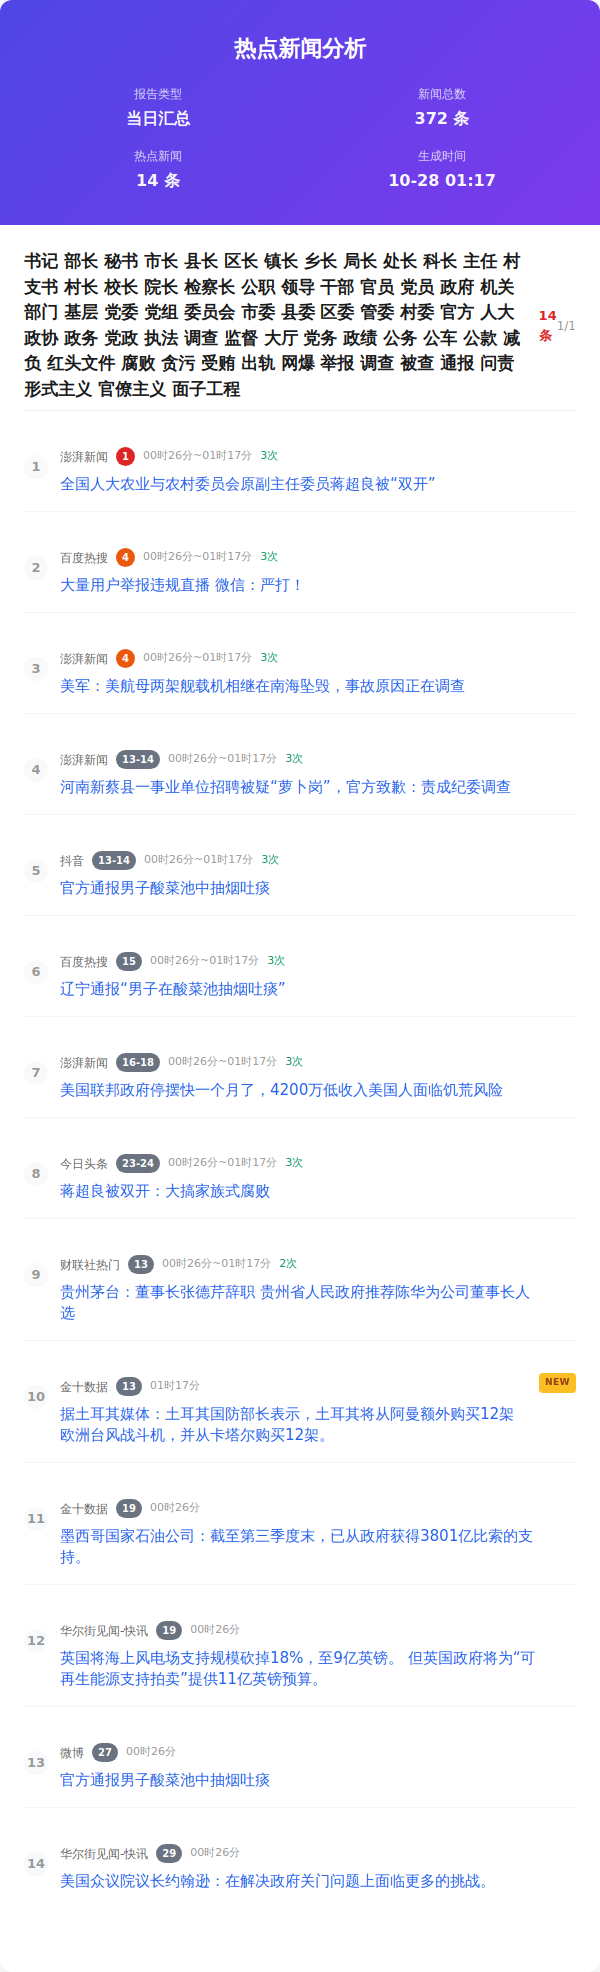 热点新闻分析
报告类型
当日汇总
新闻总数
372 条
热点新闻
14 条
生成时间
10-28 01:17
书记 部长 秘书 市长 县长 区长 镇长 乡长 局长 处长 科长 主任 村
支书 村长 校长 院长 检察长 公职 领导 干部 官员 党员 政府 机关
部门 基层 党委 党组 委员会 市委 县委 区委 管委 村委 官方 人大
政协 政务 党政 执法 调查 监督 大厅 党务 政绩 公务 公车 公款 减
负 红头文件 腐败 贪污 受贿 出轨 网爆 举报 调查 被查 通报 问责
形式主义 官僚主义 面子工程
14
条
1/1
1
澎湃新闻 1 00时26分~01时17分 3次
全国人大农业与农村委员会原副主任委员蒋超良被“双开”
2
百度热搜 4 00时26分~01时17分 3次
大量用户举报违规直播 微信：严打！
3
澎湃新闻 4 00时26分~01时17分 3次
美军：美航母两架舰载机相继在南海坠毁，事故原因正在调查
4
澎湃新闻 13-14 00时26分~01时17分 3次
河南新蔡县一事业单位招聘被疑“萝卜岗”，官方致歉：责成纪委调查
5
抖音 13-14 00时26分~01时17分 3次
官方通报男子酸菜池中抽烟吐痰
6
百度热搜 15 00时26分~01时17分 3次
辽宁通报“男子在酸菜池抽烟吐痰”
7
澎湃新闻 16-18 00时26分~01时17分 3次
美国联邦政府停摆快一个月了，4200万低收入美国人面临饥荒风险
8
今日头条 23-24 00时26分~01时17分 3次
蒋超良被双开：大搞家族式腐败
9
财联社热门 13 00时26分~01时17分 2次
贵州茅台：董事长张德芹辞职 贵州省人民政府推荐陈华为公司董事长人
选
10
金十数据 13 01时17分
NEW
据土耳其媒体：土耳其国防部长表示，土耳其将从阿曼额外购买12架
欧洲台风战斗机，并从卡塔尔购买12架。
11
金十数据 19 00时26分
墨西哥国家石油公司：截至第三季度末，已从政府获得3801亿比索的支
持。
12
华尔街见闻-快讯 19 00时26分
英国将海上风电场支持规模砍掉18%，至9亿英镑。 但英国政府将为“可
再生能源支持拍卖”提供11亿英镑预算。
13
微博 27 00时26分
官方通报男子酸菜池中抽烟吐痰
14
华尔街见闻-快讯 29 00时26分
美国众议院议长约翰逊：在解决政府关门问题上面临更多的挑战。